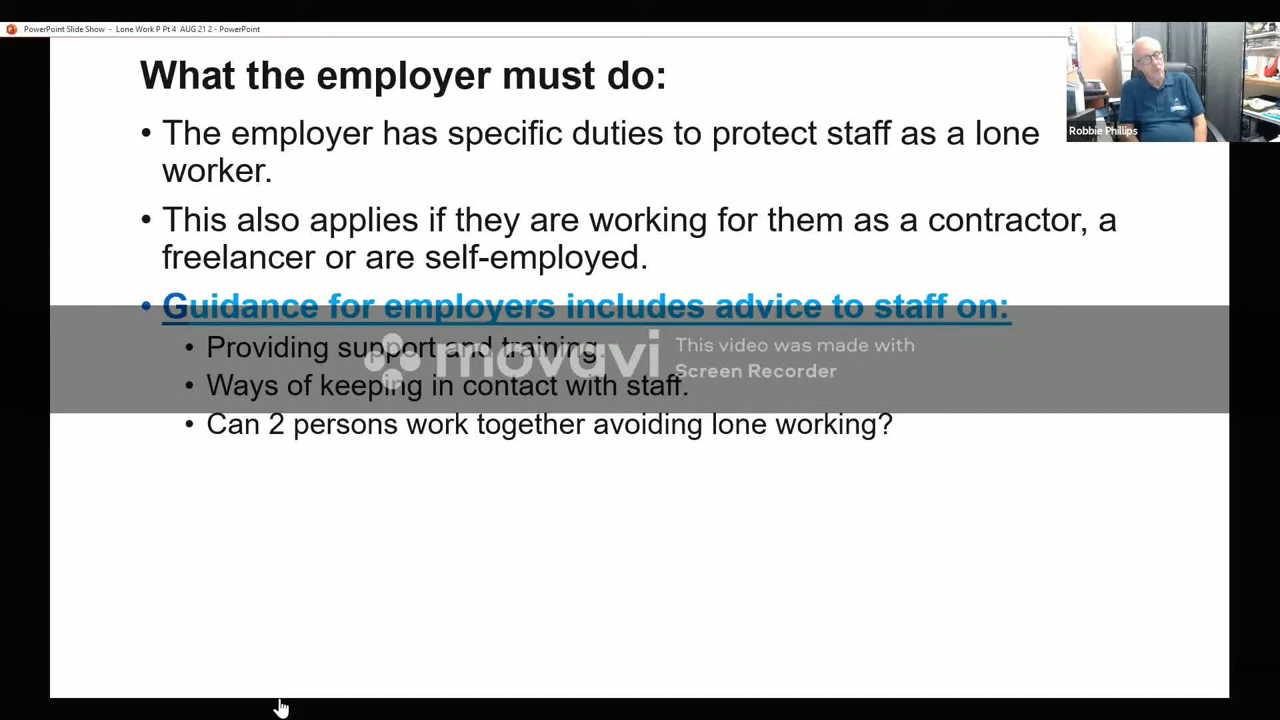 PowerPoint Slide Show - Lone Work P Pt 4 AUG 21 2 - PowerPoint
What the employer must do:
• The employer has specific duties to protect staff as a lone
worker.
Robbie Phillips
• This also applies if they are working for them as a contractor, a
freelancer or are self-employed.
• Guidance for employers includes advice to staff on:
• Providing support and training.
• Ways of keeping in contact with staff.
• Can 2 persons work together avoiding lone working?
movavi
This video was made with
Screen Recorder